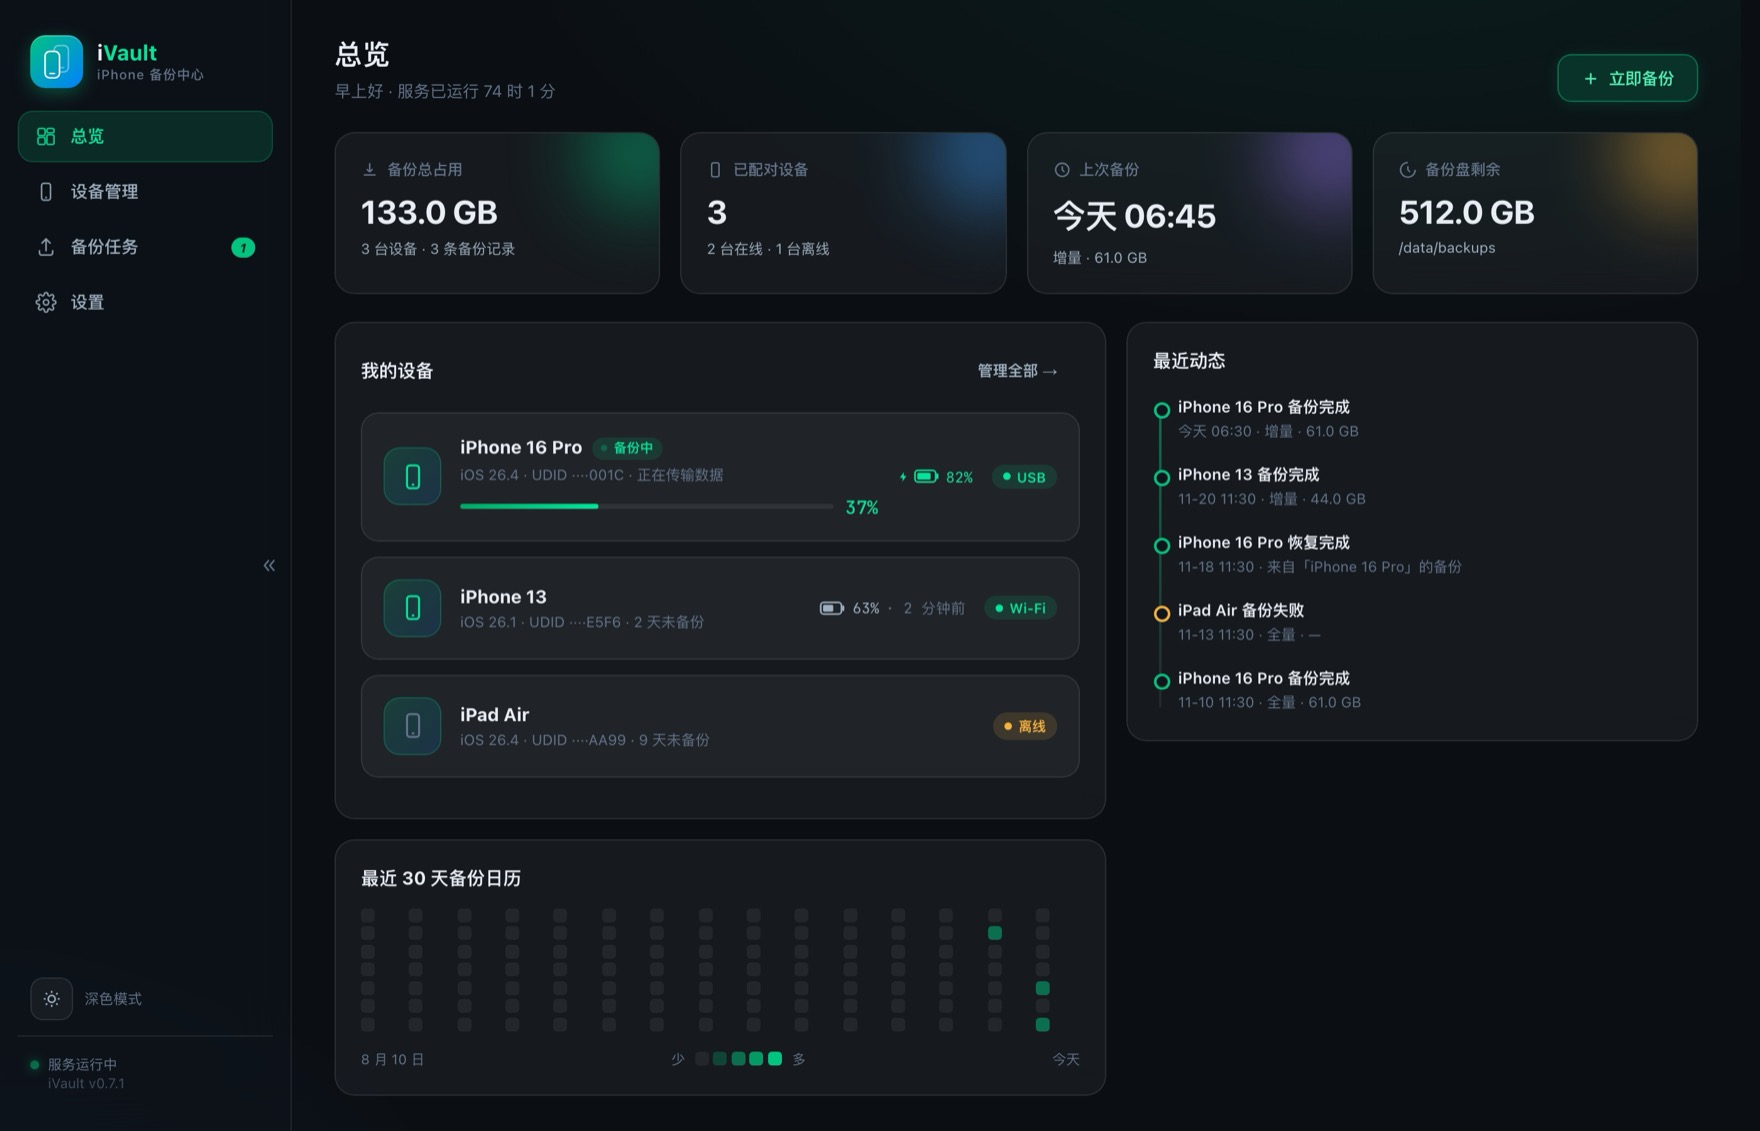 iVault
iPhone 备份中心
总览
设备管理
备份任务 1
设置
«
深色模式
服务运行中
iVault v0.7.1
总览
早上好 · 服务已运行 74 时 1 分
+ 立即备份
备份总占用
133.0 GB
3 台设备 · 3 条备份记录
已配对设备
3
2 台在线 · 1 台离线
上次备份
今天 06:45
增量 · 61.0 GB
备份盘剩余
512.0 GB
/data/backups
我的设备
管理全部 →
iPhone 16 Pro 备份中
iOS 26.4 · UDID ····001C · 正在传输数据
82% USB
37%
iPhone 13
iOS 26.1 · UDID ····E5F6 · 2 天未备份
63% · 2 分钟前 Wi-Fi
iPad Air
iOS 26.4 · UDID ····AA99 · 9 天未备份
离线
最近动态
iPhone 16 Pro 备份完成
今天 06:30 · 增量 · 61.0 GB
iPhone 13 备份完成
11-20 11:30 · 增量 · 44.0 GB
iPhone 16 Pro 恢复完成
11-18 11:30 · 来自「iPhone 16 Pro」的备份
iPad Air 备份失败
11-13 11:30 · 全量 · —
iPhone 16 Pro 备份完成
11-10 11:30 · 全量 · 61.0 GB
最近 30 天备份日历
8 月 10 日
少 多
今天